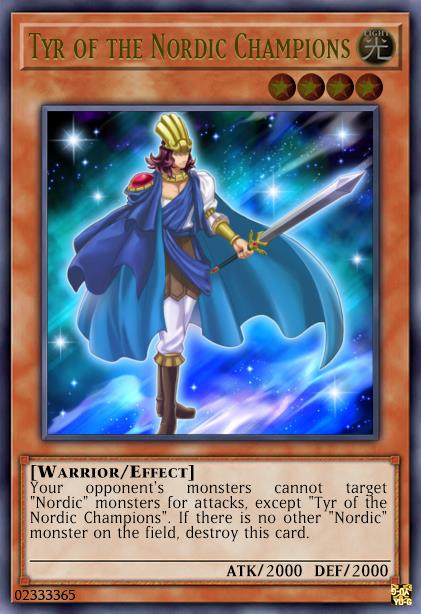 Tyr of the Nordic Champions
LIGHT
光
[Warrior/Effect]
Your opponent's monsters cannot target
"Nordic" monsters for attacks, except "Tyr of the
Nordic Champions". If there is no other "Nordic"
monster on the field, destroy this card.
ATK/2000 DEF/2000
02333365